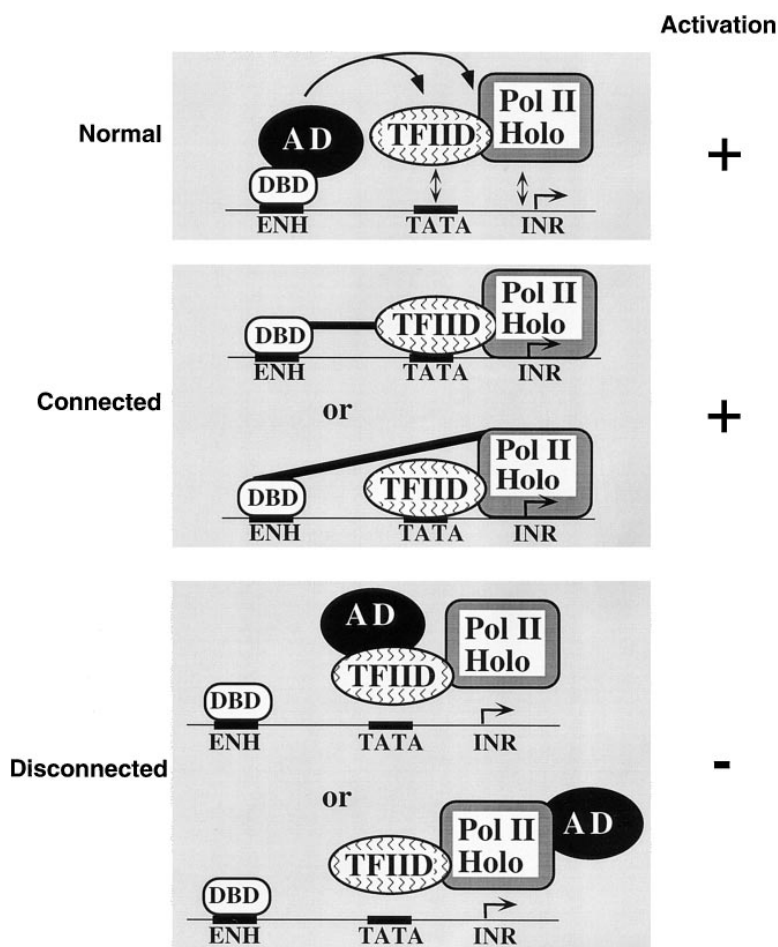 Activation
Normal
AD
TFIID
Pol II
Holo
+
DBD
ENH
TATA
INR
Connected
DBD
TFIID
Pol II
Holo
ENH
TATA
INR
or
+
DBD
TFIID
Pol II
Holo
ENH
TATA
INR
Disconnected
AD
TFIID
Pol II
Holo
DBD
ENH
TATA
INR
-
or
TFIID
Pol II
Holo
AD
DBD
ENH
TATA
INR